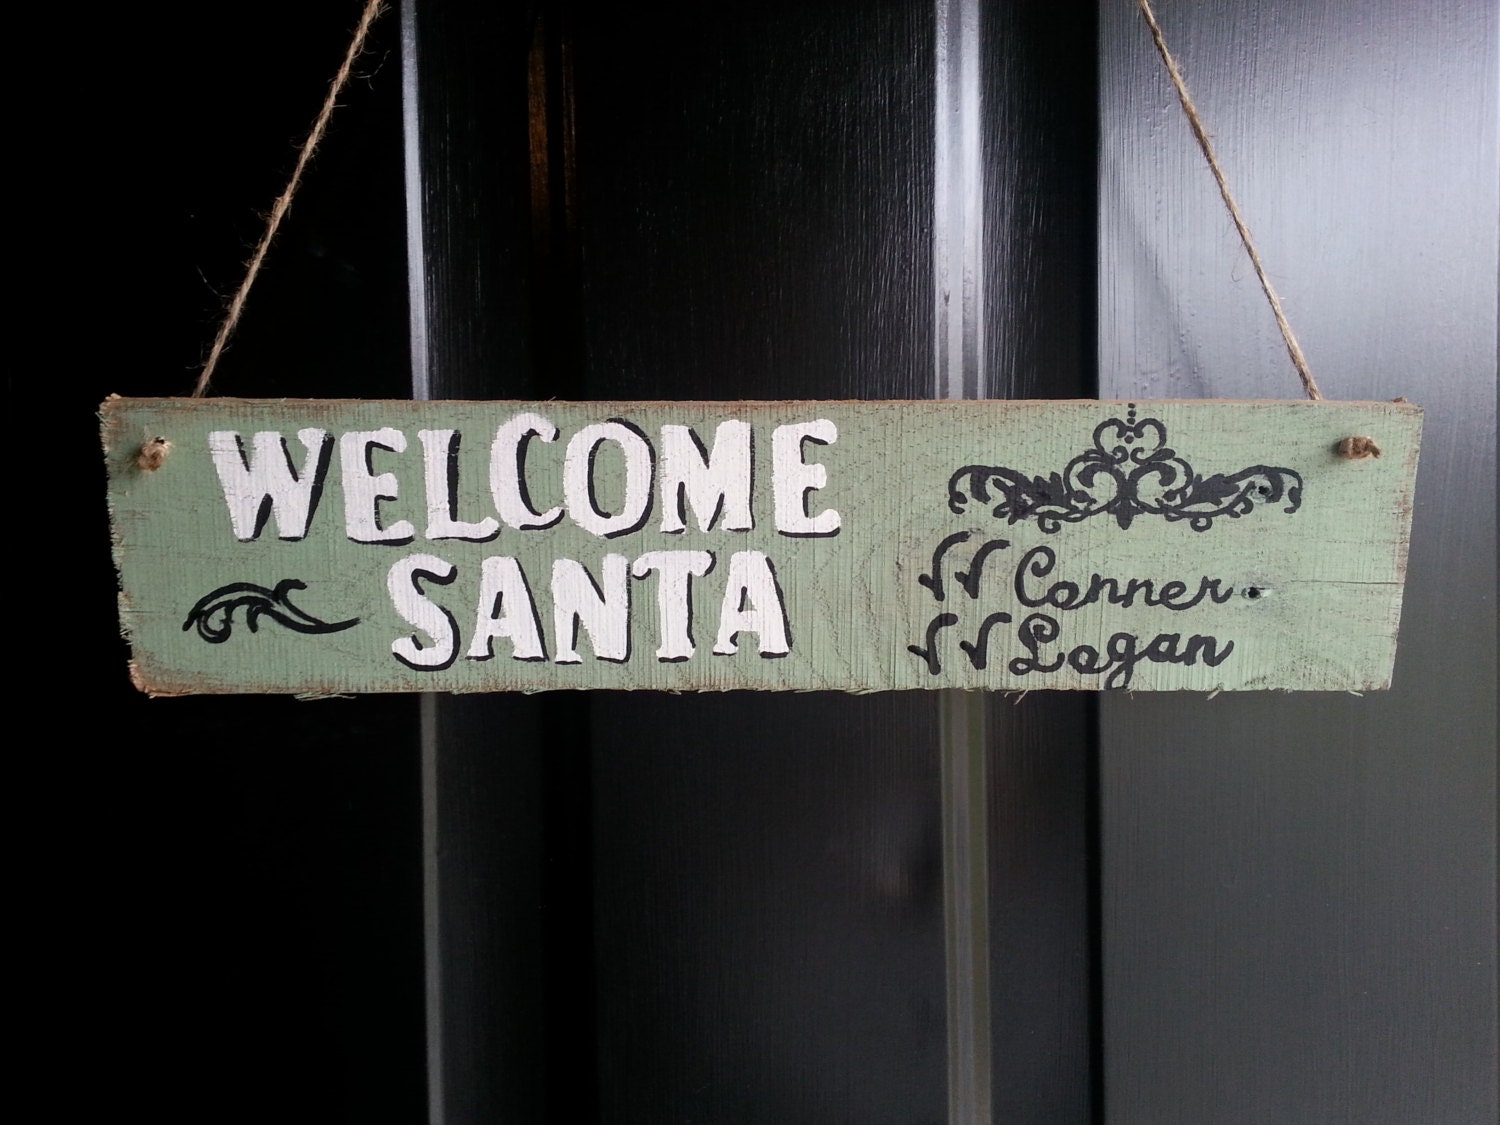 WELCOME
SANTA
✓✓ Conner
✓✓ Logan